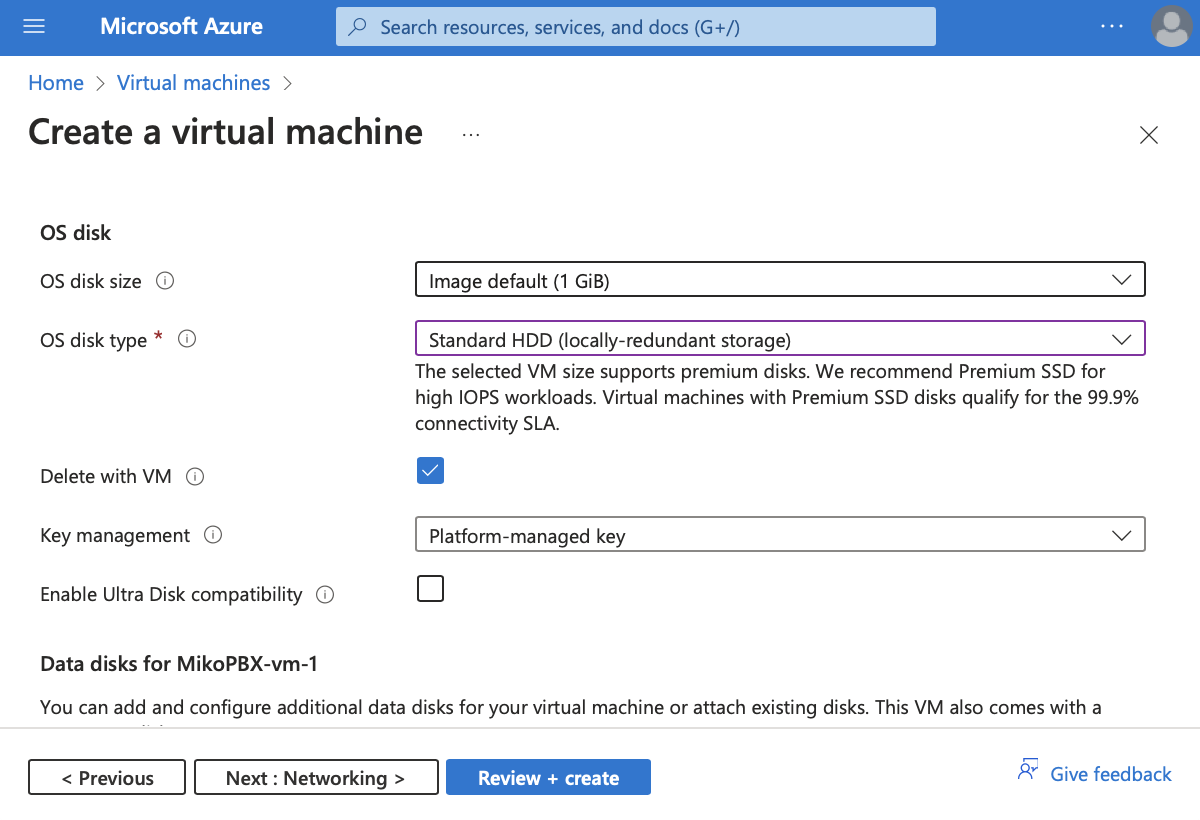 Microsoft Azure
Search resources, services, and docs (G+/)
Home > Virtual machines >
Create a virtual machine ...
OS disk
OS disk size
Image default (1 GiB)
OS disk type *
Standard HDD (locally-redundant storage)
The selected VM size supports premium disks. We recommend Premium SSD for
high IOPS workloads. Virtual machines with Premium SSD disks qualify for the 99.9%
connectivity SLA.
Delete with VM
Key management
Platform-managed key
Enable Ultra Disk compatibility
Data disks for MikoPBX-vm-1
You can add and configure additional data disks for your virtual machine or attach existing disks. This VM also comes with a
< Previous
Next : Networking >
Review + create
Give feedback